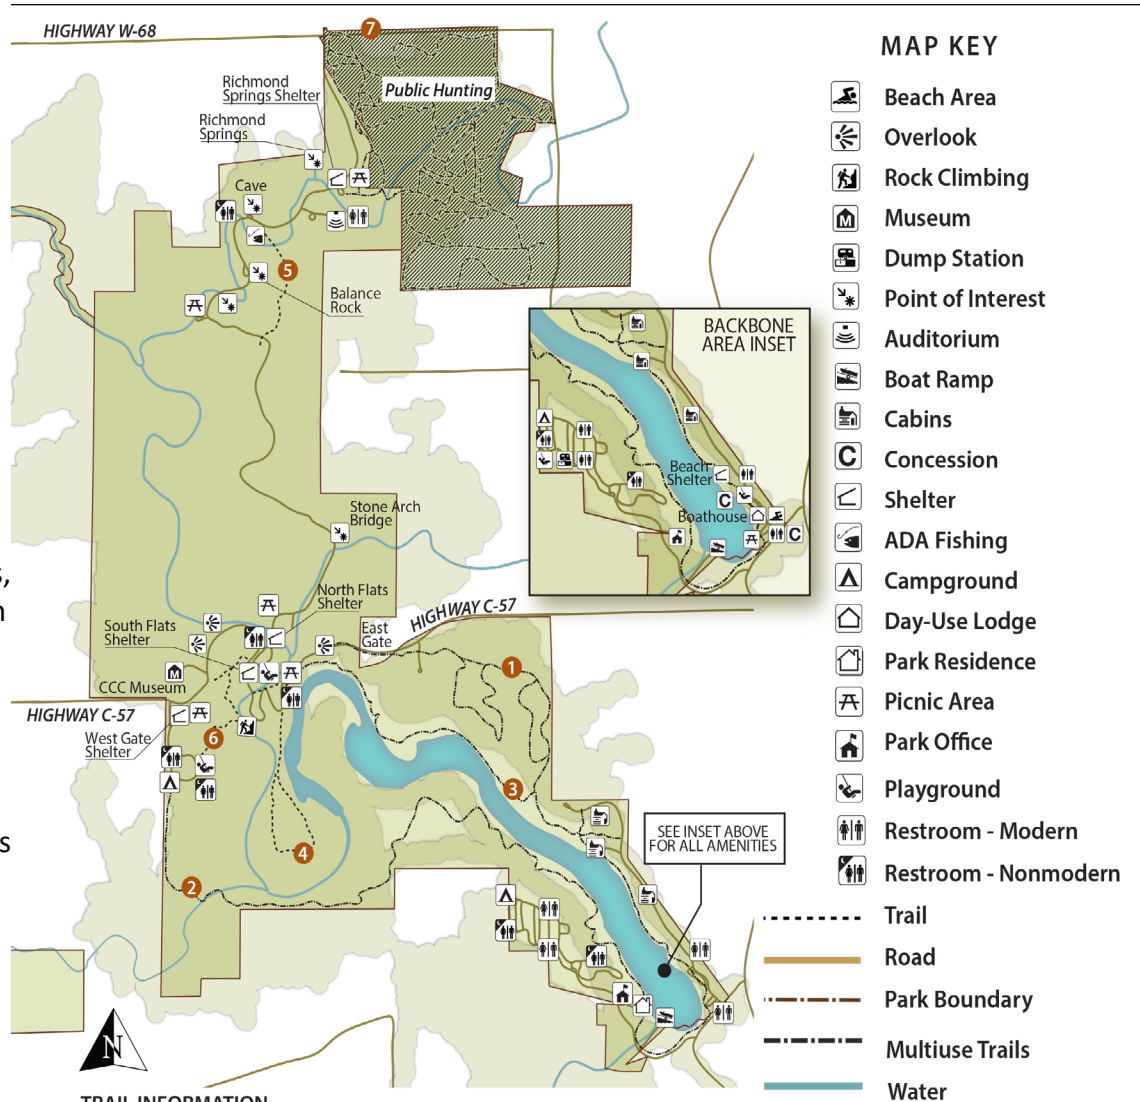 HIGHWAY W-68
7
Richmond
Springs Shelter
Public Hunting
Richmond
Springs
Cave
5
Balance
Rock
BACKBONE
AREA INSET
Beach
Shelter
C
Boathouse
C
Stone Arch
Bridge
North Flats
Shelter
HIGHWAY C-57
South Flats
Shelter
East
Gate
1
M
CCC Museum
HIGHWAY C-57
West Gate
Shelter
6
3
SEE INSET ABOVE
FOR ALL AMENITIES
4
2
N
s,
n
s
MAP KEY
Beach Area
Overlook
Rock Climbing
M Museum
Dump Station
Point of Interest
Auditorium
Boat Ramp
Cabins
C Concession
Shelter
ADA Fishing
Campground
Day-Use Lodge
Park Residence
Picnic Area
Park Office
Playground
Restroom - Modern
Restroom - Nonmodern
Trail
Road
Park Boundary
Multiuse Trails
Water
TRAIL INFORMATION